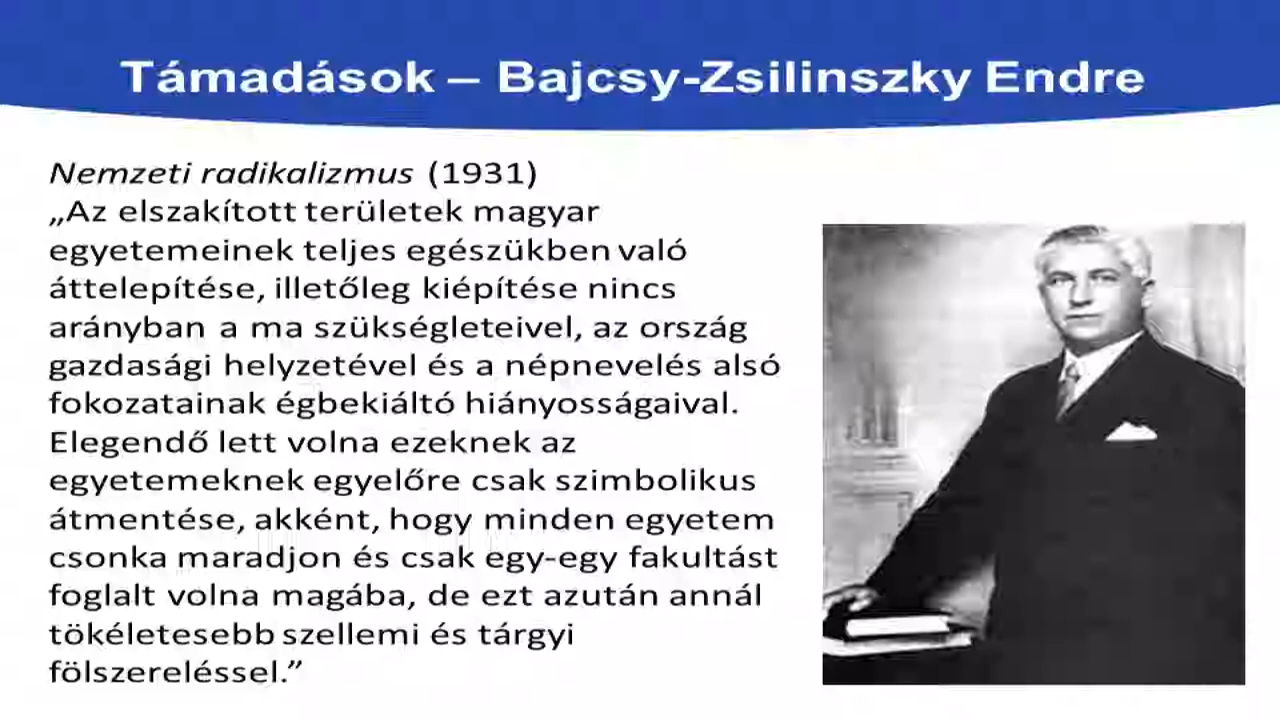 Támadások – Bajcsy-Zsilinszky Endre
Nemzeti radikalizmus (1931)
„Az elszakított területek magyar
egyetemeinek teljes egészükben való
áttelepítése, illetőleg kiépítése nincs
arányban a ma szükségleteivel, az ország
gazdasági helyzetével és a népnevelés alsó
fokozatainak égbekiáltó hiányosságaival.
Elegendő lett volna ezeknek az
egyetemeknek egyelőre csak szimbolikus
átmentése, akként, hogy minden egyetem
csonka maradjon és csak egy-egy fakultást
foglalt volna magába, de ezt azután annál
tökéletesebb szellemi és tárgyi
fölszereléssel.”